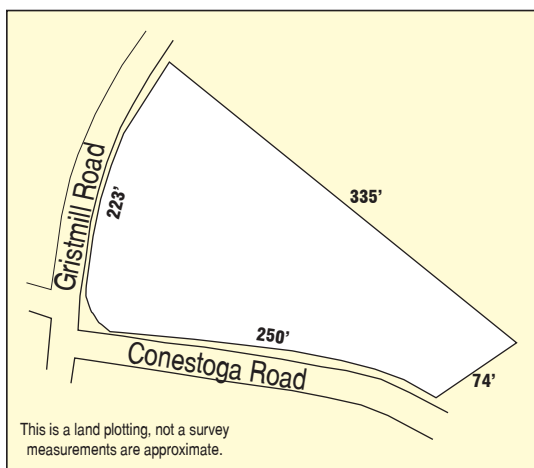 335'
223'
Gristmill Road
250'
Conestoga Road
74'
This is a land plotting, not a survey
measurements are approximate.